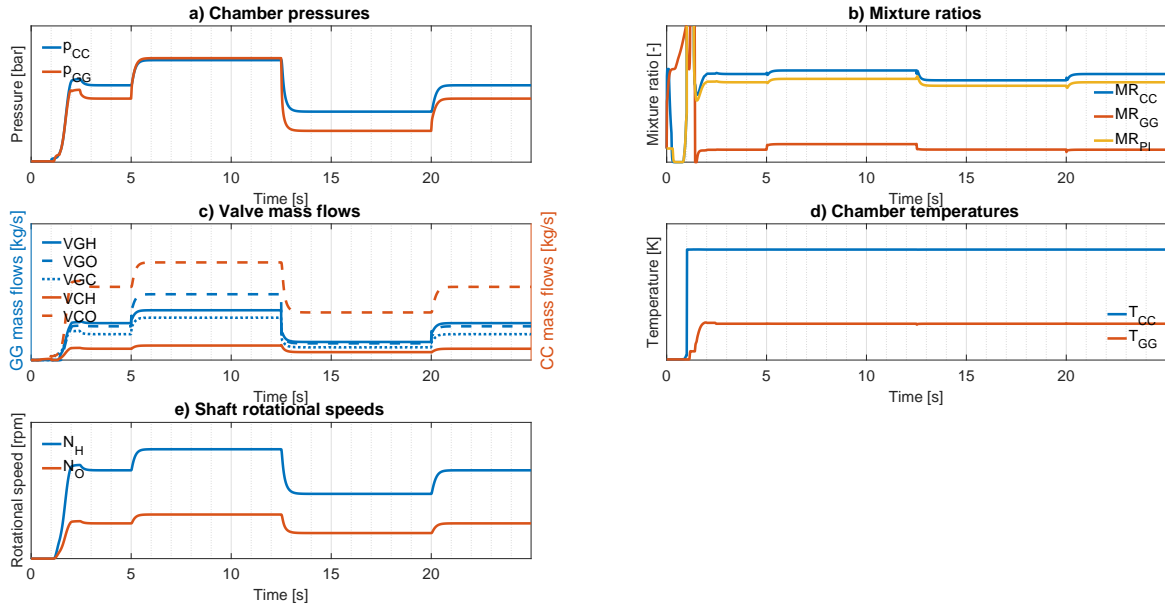 a) Chamber pressures
Pressure [bar]
p_CC
p_GG
0 5 10 15 20
Time [s]
b) Mixture ratios
Mixture ratio [-]
MR_CC
MR_GG
MR_PI
0 5 10 15 20
Time [s]
c) Valve mass flows
GG mass flows [kg/s]
VGH
VGO
VGC
VCH
VCO
CC mass flows [kg/s]
0 5 10 15 20
Time [s]
d) Chamber temperatures
Temperature [K]
T_CC
T_GG
0 5 10 15 20
Time [s]
e) Shaft rotational speeds
Rotational speed [rpm]
N_H
N_O
0 5 10 15 20
Time [s]